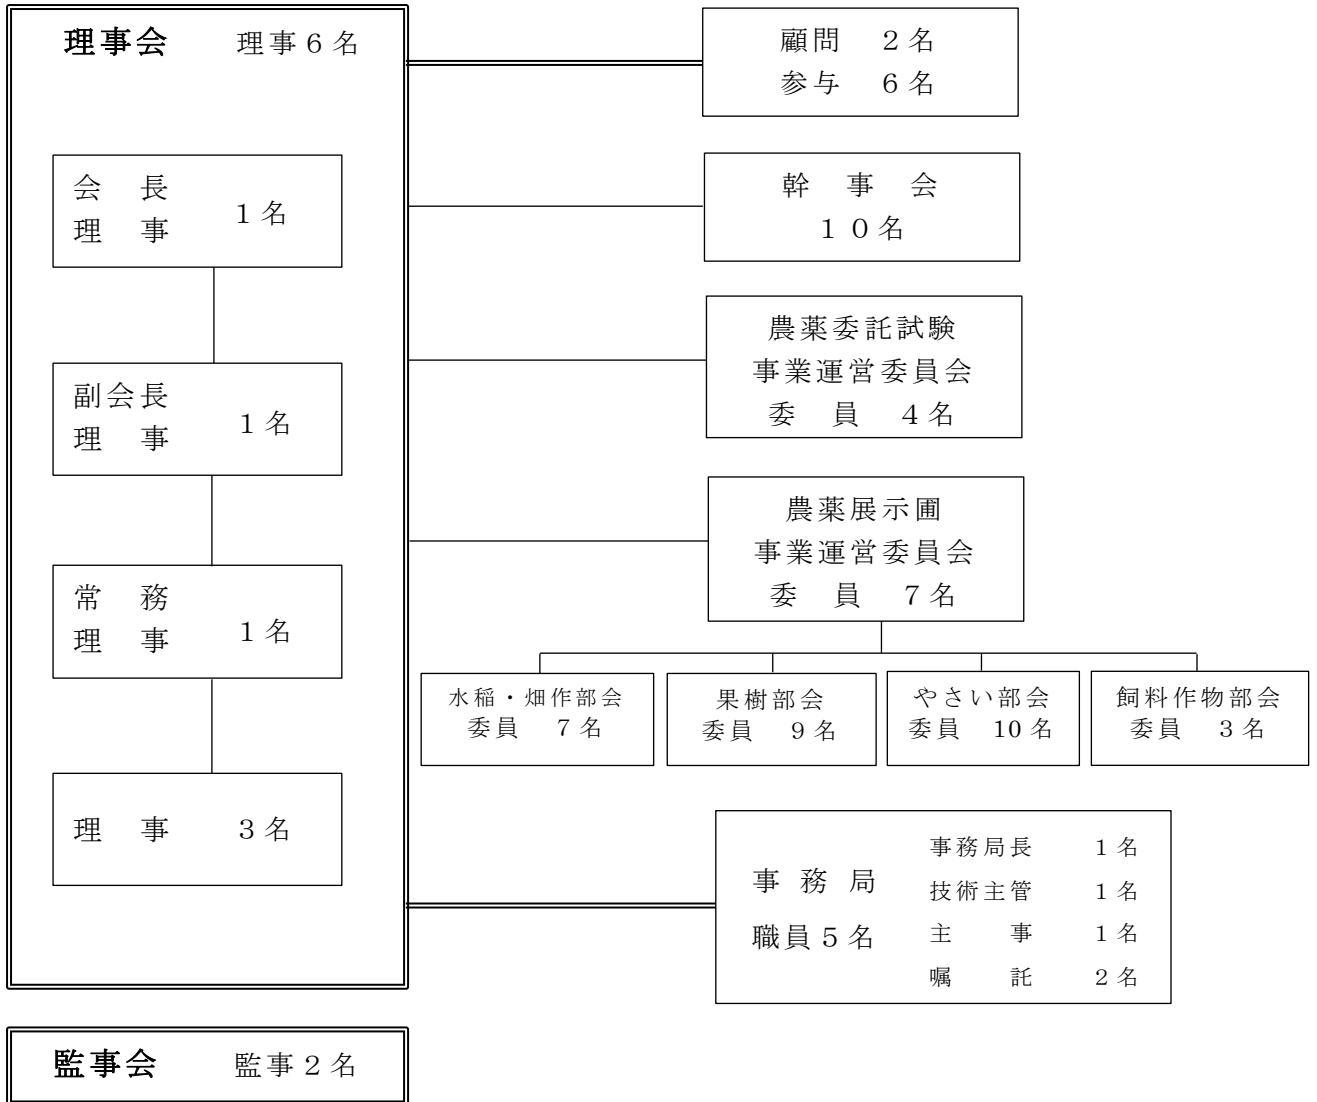 理事会 理事６名
会 長
理 事 １名
副会長
理 事 １名
常 務
理 事 １名
理 事 ３名
顧問 ２名
参与 ６名
幹 事 会
１０名
農薬委託試験
事業運営委員会
委 員 ４名
農薬展示圃
事業運営委員会
委 員 ７名
水稲・畑作部会
委員 ７名
果樹部会
委員 ９名
やさい部会
委員 10名
飼料作物部会
委員 ３名
事 務 局
職員５名
事務局長 １名
技術主管 １名
主 事 １名
嘱 託 ２名
監事会 監事２名